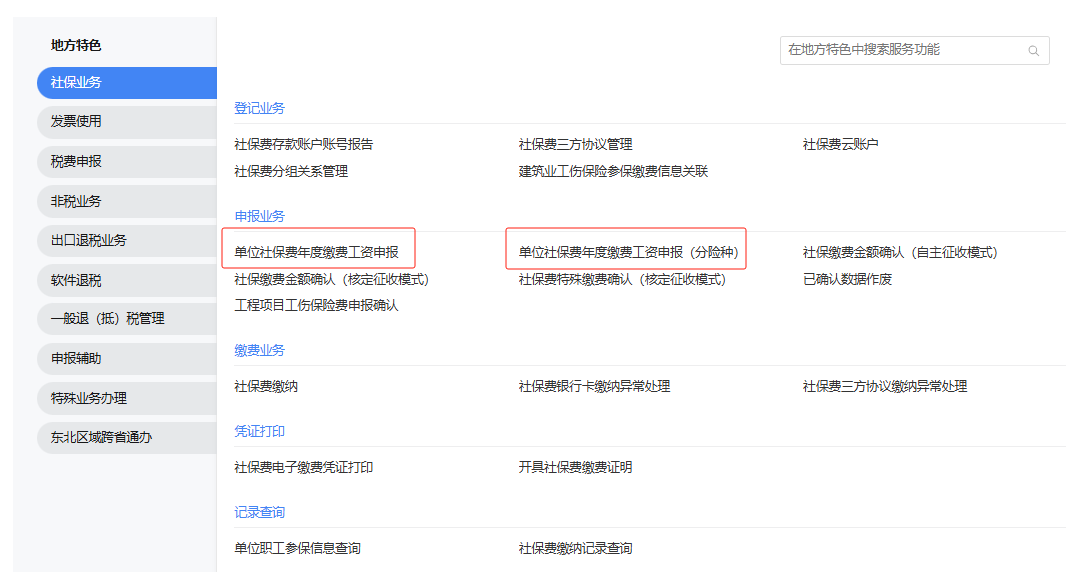 地方特色
社保业务
发票使用
税费申报
非税业务
出口退税业务
软件退税
一般退（抵）税管理
申报辅助
特殊业务办理
东北区域跨省通办
在地方特色中搜索服务功能
登记业务
社保费存款账户账号报告 社保费三方协议管理 社保费云账户
社保费分组关系管理 建筑业工伤保险参保缴费信息关联
申报业务
单位社保费年度缴费工资申报 单位社保费年度缴费工资申报（分险种） 社保缴费金额确认（自主征收模式）
社保缴费金额确认（核定征收模式） 社保费特殊缴费确认（核定征收模式） 已确认数据作废
工程项目工伤保险费申报确认
缴费业务
社保费缴纳 社保费银行卡缴纳异常处理 社保费三方协议缴纳异常处理
凭证打印
社保费电子缴费凭证打印 开具社保费缴费证明
记录查询
单位职工参保信息查询 社保费缴纳记录查询